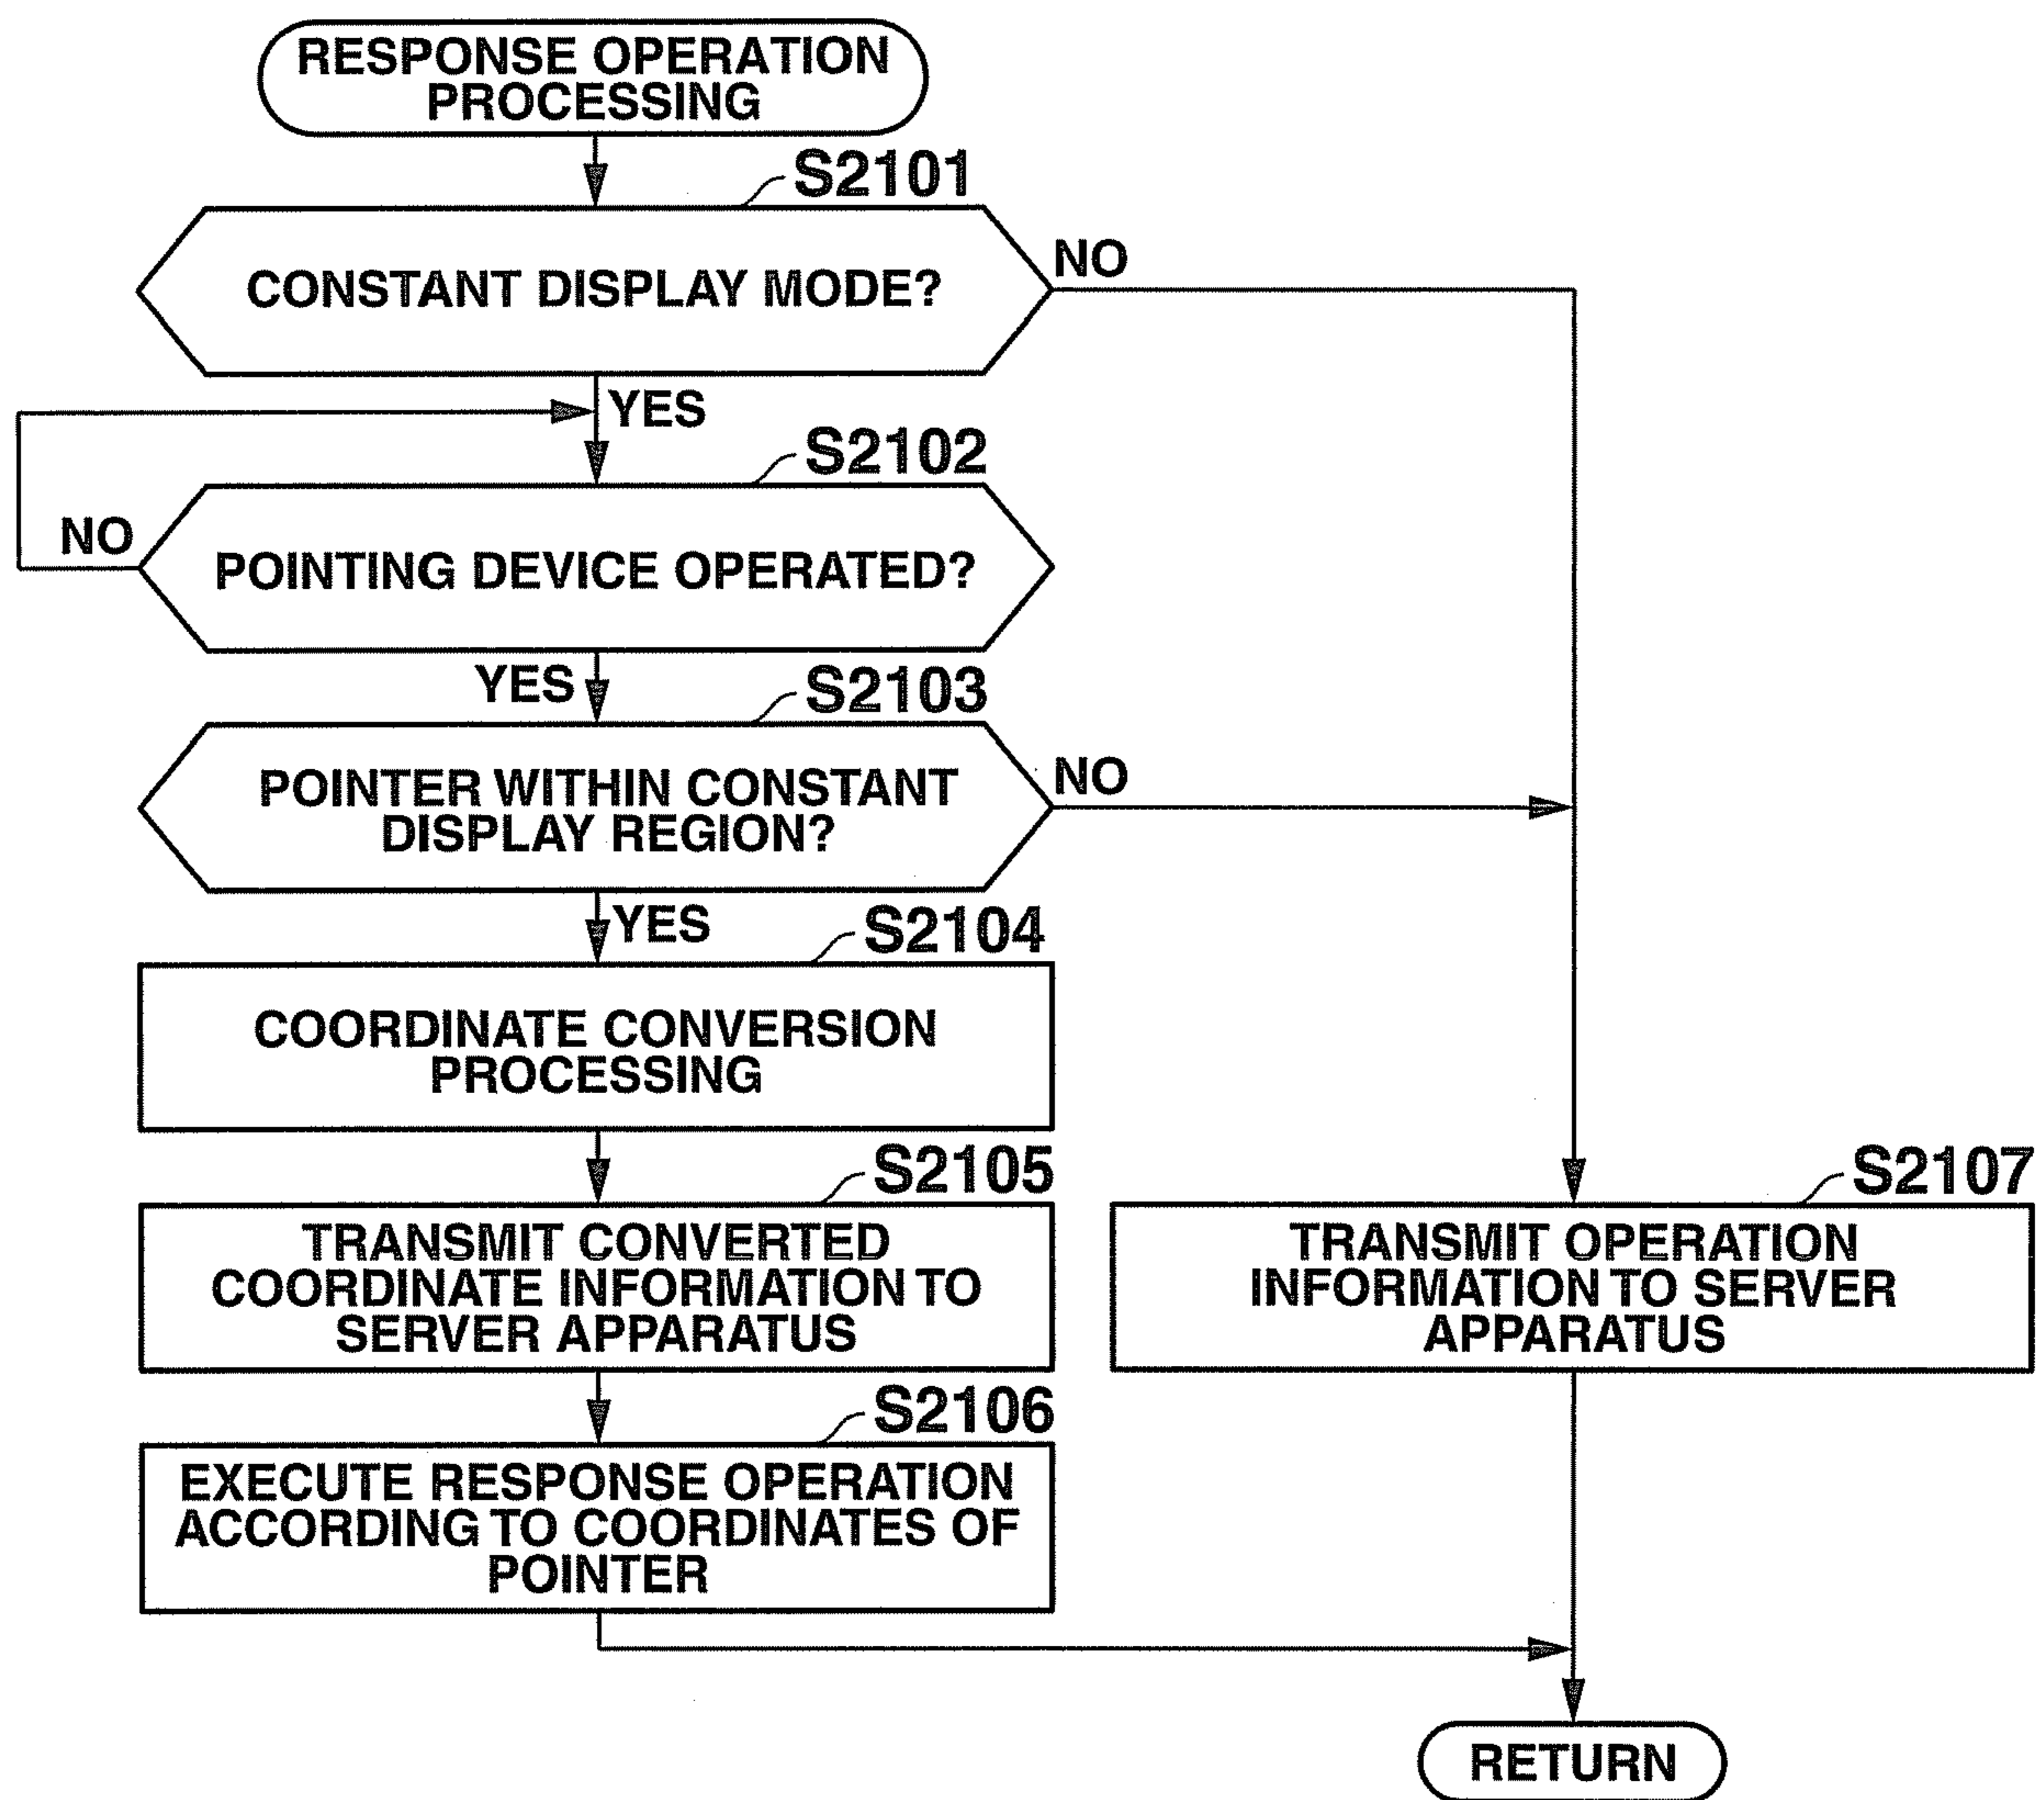 RESPONSE OPERATION
PROCESSING
S2101
CONSTANT DISPLAY MODE?
NO
YES
S2102
NO
POINTING DEVICE OPERATED?
YES
S2103
POINTER WITHIN CONSTANT
DISPLAY REGION?
NO
YES
S2104
COORDINATE CONVERSION
PROCESSING
S2105
TRANSMIT CONVERTED
COORDINATE INFORMATION TO
SERVER APPARATUS
S2107
TRANSMIT OPERATION
INFORMATION TO SERVER
APPARATUS
S2106
EXECUTE RESPONSE OPERATION
ACCORDING TO COORDINATES OF
POINTER
RETURN